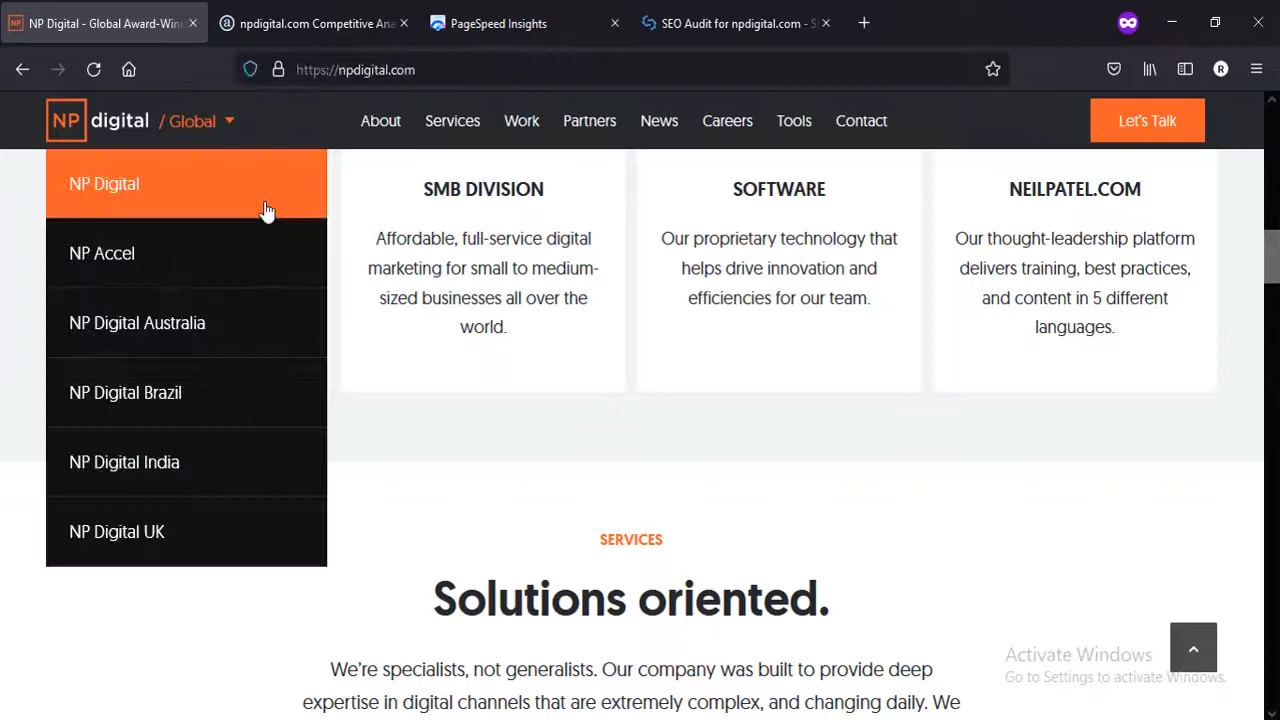 NP Digital - Global Award-Win
npdigital.com Competitive Ana
PageSpeed Insights
SEO Audit for npdigital.com - S
https://npdigital.com
R
NP digital / Global
About
Services
Work
Partners
News
Careers
Tools
Contact
Let's Talk
NP Digital
NP Accel
NP Digital Australia
NP Digital Brazil
NP Digital India
NP Digital UK
SMB DIVISION
Affordable, full-service digital
marketing for small to medium-
sized businesses all over the
world.
SOFTWARE
Our proprietary technology that
helps drive innovation and
efficiencies for our team.
NEILPATEL.COM
Our thought-leadership platform
delivers training, best practices,
and content in 5 different
languages.
SERVICES
Solutions oriented.
We're specialists, not generalists. Our company was built to provide deep
expertise in digital channels that are extremely complex, and changing daily. We
Activate Windows
Go to Settings to activate Windows.